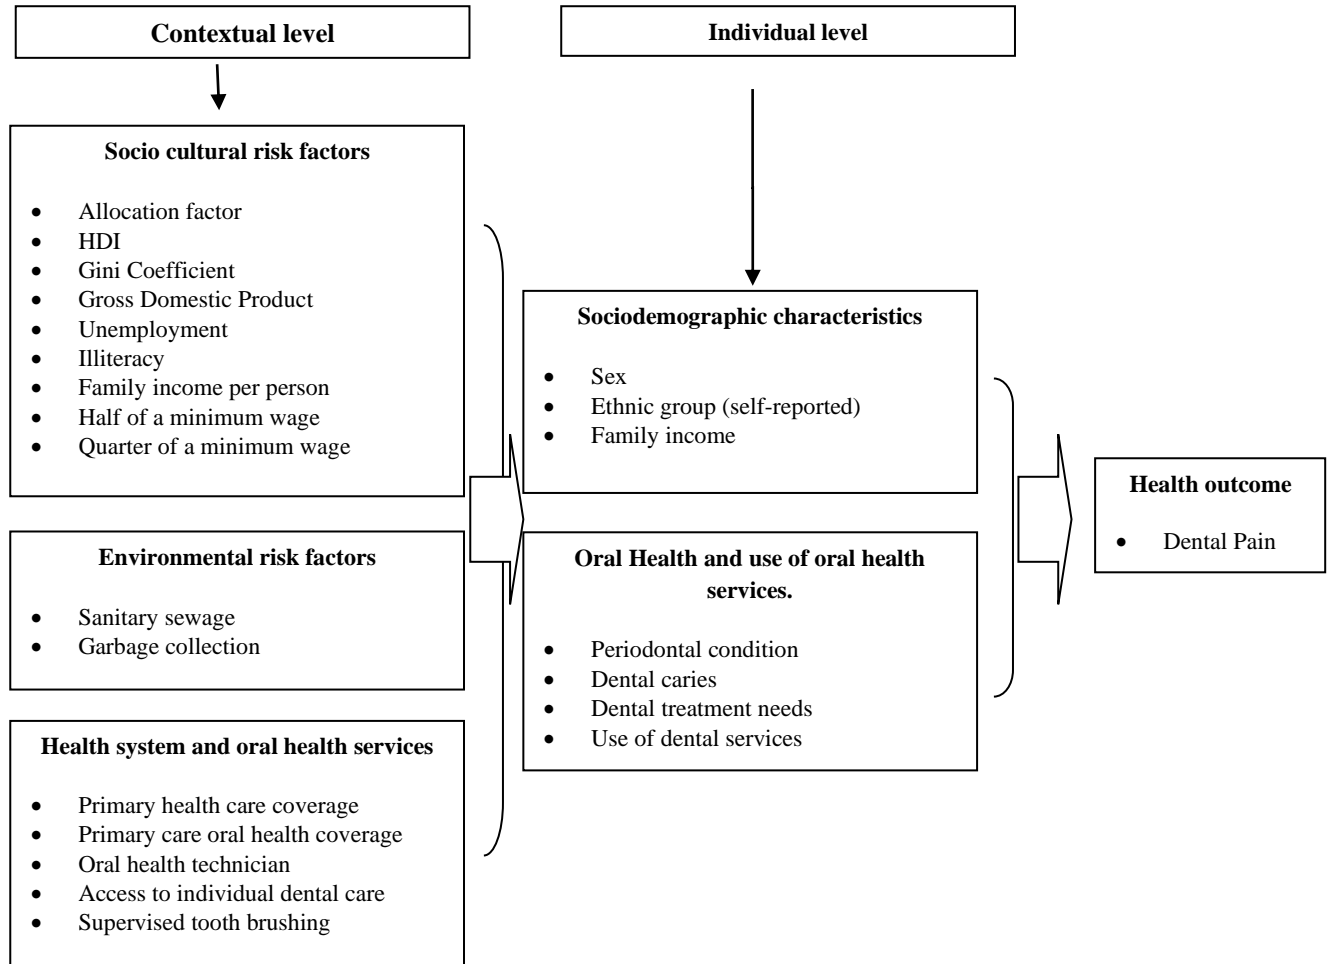 Contextual level
Individual level
Socio cultural risk factors
• Allocation factor
• HDI
• Gini Coefficient
• Gross Domestic Product
• Unemployment
• Illiteracy
• Family income per person
• Half of a minimum wage
• Quarter of a minimum wage
Environmental risk factors
• Sanitary sewage
• Garbage collection
Health system and oral health services
• Primary health care coverage
• Primary care oral health coverage
• Oral health technician
• Access to individual dental care
• Supervised tooth brushing
Sociodemographic characteristics
• Sex
• Ethnic group (self-reported)
• Family income
Oral Health and use of oral health
services.
• Periodontal condition
• Dental caries
• Dental treatment needs
• Use of dental services
Health outcome
• Dental Pain